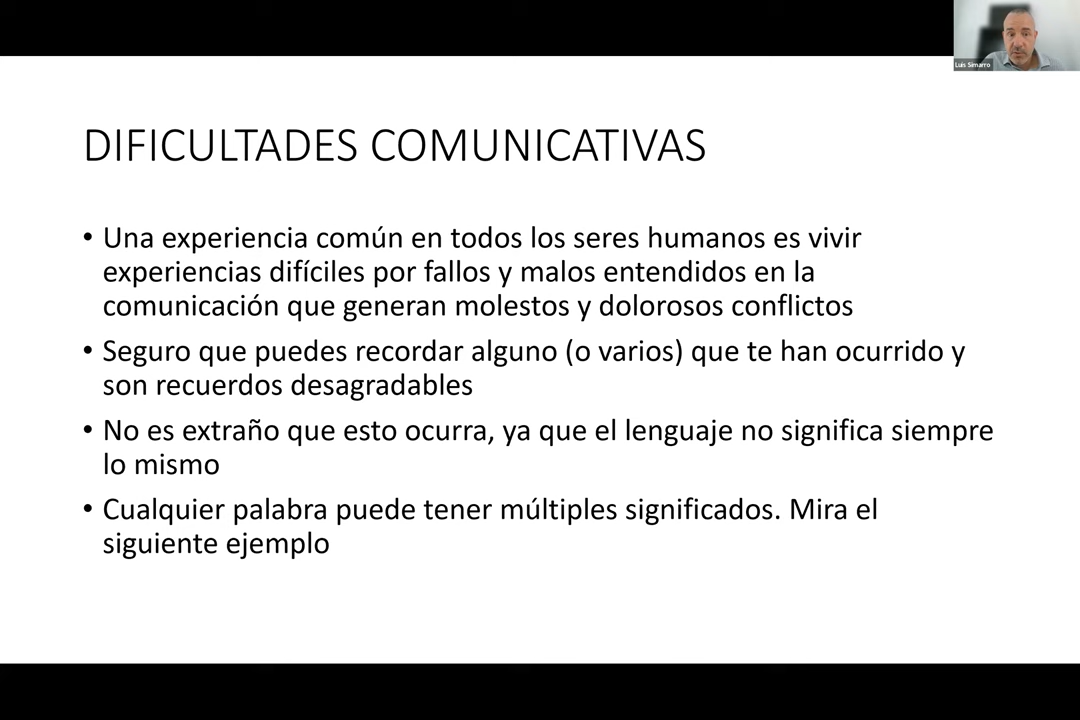 Luis Simarro
DIFICULTADES COMUNICATIVAS
• Una experiencia común en todos los seres humanos es vivir
experiencias difíciles por fallos y malos entendidos en la
comunicación que generan molestos y dolorosos conflictos
• Seguro que puedes recordar alguno (o varios) que te han ocurrido y
son recuerdos desagradables
• No es extraño que esto ocurra, ya que el lenguaje no significa siempre
lo mismo
• Cualquier palabra puede tener múltiples significados. Mira el
siguiente ejemplo